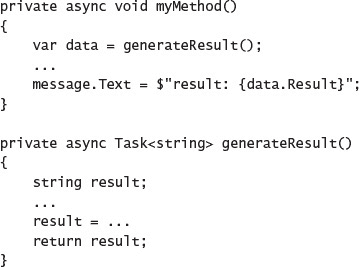 private async void myMethod()
{
    var data = generateResult();
    ...
    message.Text = $"result: {data.Result}";
}

private async Task<string> generateResult()
{
    string result;
    ...
    result = ...
    return result;
}